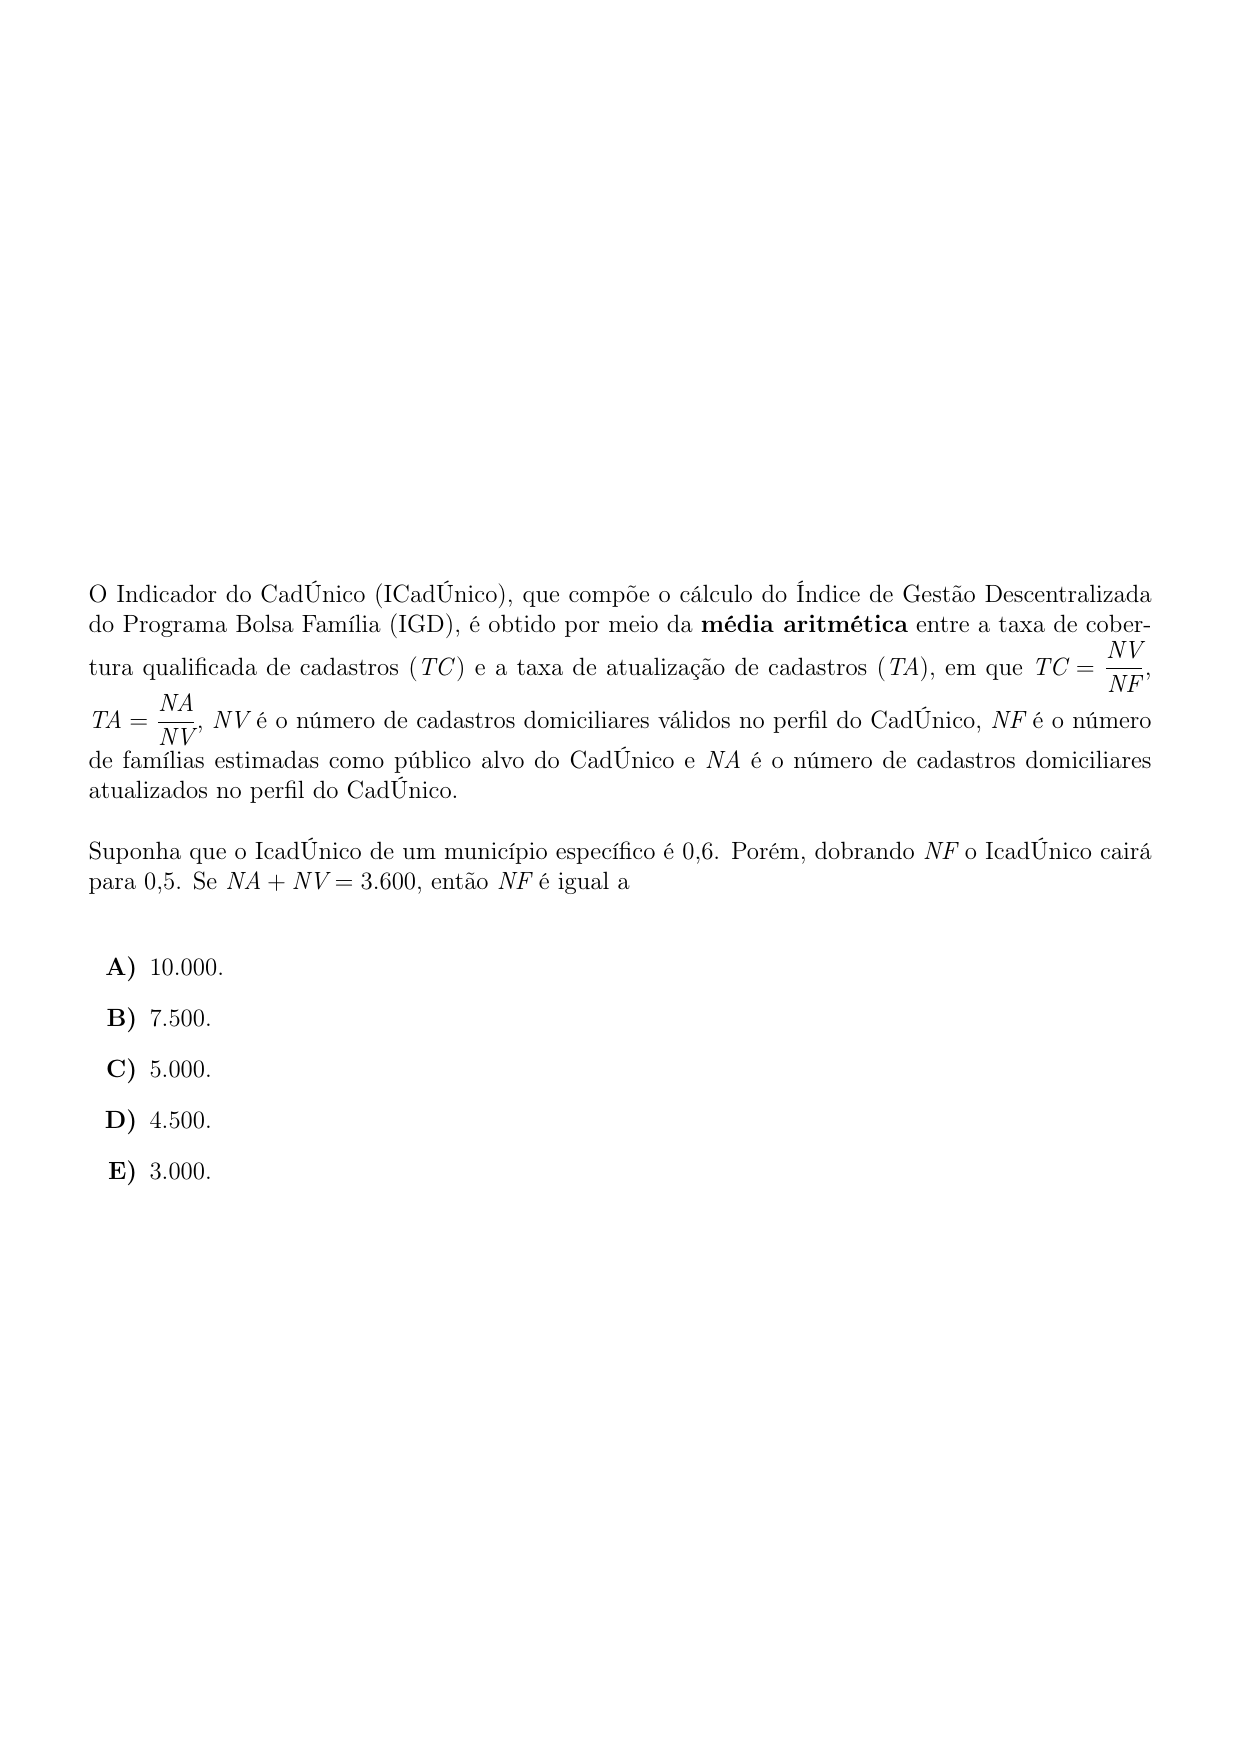 O Indicador do CadÚnico (ICadÚnico), que compõe o cálculo do Índice de Gestão Descentralizada
do Programa Bolsa Família (IGD), é obtido por meio da média aritmética entre a taxa de cober-
tura qualificada de cadastros (TC) e a taxa de atualização de cadastros (TA), em que TC = NV/NF,
TA = NA/NV, NV é o número de cadastros domiciliares válidos no perfil do CadÚnico, NF é o número
de famílias estimadas como público alvo do CadÚnico e NA é o número de cadastros domiciliares
atualizados no perfil do CadÚnico.
Suponha que o IcadÚnico de um município específico é 0,6. Porém, dobrando NF o IcadÚnico cairá
para 0,5. Se NA + NV = 3.600, então NF é igual a
A) 10.000.
B) 7.500.
C) 5.000.
D) 4.500.
E) 3.000.